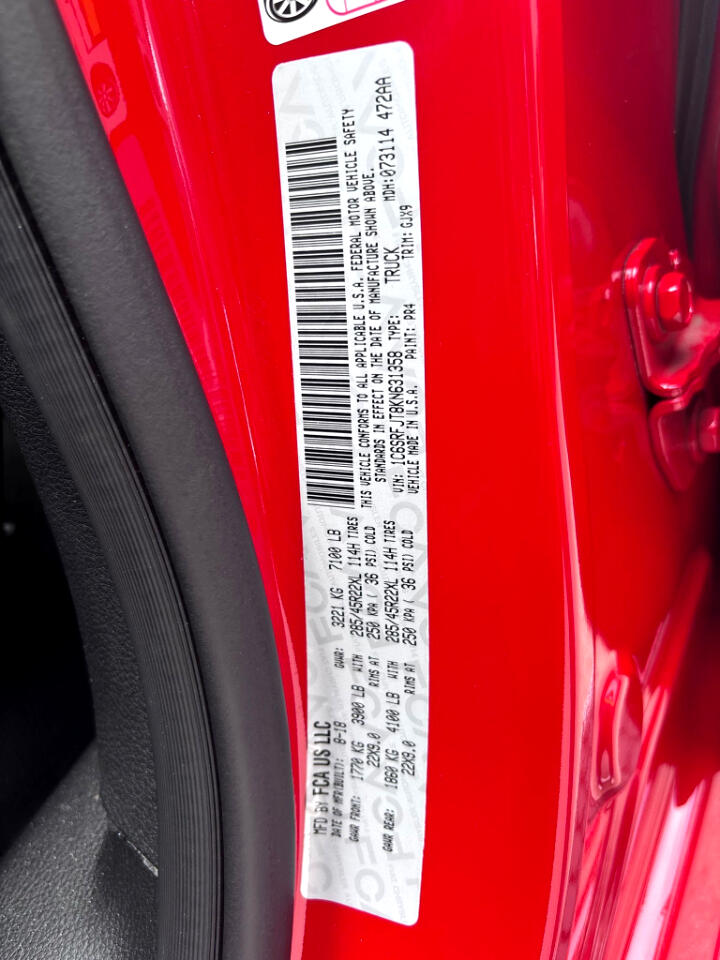 MFD BY FCA US LLC
DATE OF MFR(BUILT): 8-18 GVWR: 3221 KG 7100 LB
GAWR FRONT: 1770 KG 3900 LB WITH 285/45R22XL 114H TIRES
22X9.0 RIMS AT 250 KPA ( 36 PSI) COLD
GAWR REAR: 1860 KG 4100 LB WITH 285/45R22XL 114H TIRES
22X9.0 RIMS AT 250 KPA ( 36 PSI) COLD
THIS VEHICLE CONFORMS TO ALL APPLICABLE U.S.A. FEDERAL MOTOR VEHICLE SAFETY
STANDARDS IN EFFECT ON THE DATE OF MANUFACTURE SHOWN ABOVE.
VIN: 1C6SRFJT8KN631358 TYPE: TRUCK MDH:073114 472AA
VEHICLE MADE IN U.S.A. PAINT: PR4 TRIM: GJX9